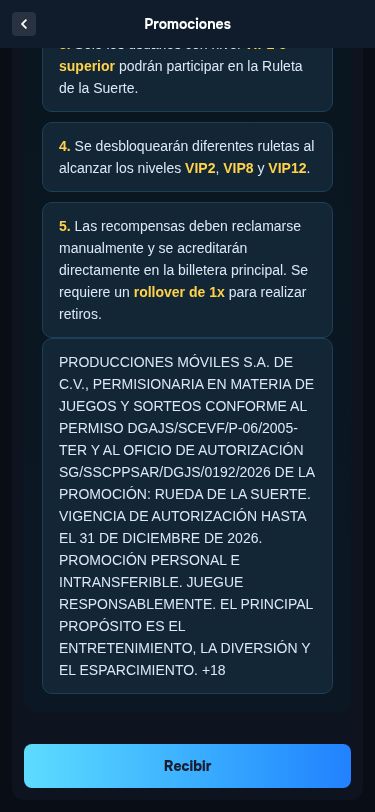 Promociones
superior podrán participar en la Ruleta
de la Suerte.
4. Se desbloquearán diferentes ruletas al
alcanzar los niveles VIP2, VIP8 y VIP12.
5. Las recompensas deben reclamarse
manualmente y se acreditarán
directamente en la billetera principal. Se
requiere un rollover de 1x para realizar
retiros.
PRODUCCIONES MÓVILES S.A. DE
C.V., PERMISIONARIA EN MATERIA DE
JUEGOS Y SORTEOS CONFORME AL
PERMISO DGAJS/SCEVF/P-06/2005-
TER Y AL OFICIO DE AUTORIZACIÓN
SG/SSCPPSAR/DGJS/0192/2026 DE LA
PROMOCIÓN: RUEDA DE LA SUERTE.
VIGENCIA DE AUTORIZACIÓN HASTA
EL 31 DE DICIEMBRE DE 2026.
PROMOCIÓN PERSONAL E
INTRANSFERIBLE. JUEGUE
RESPONSABLEMENTE. EL PRINCIPAL
PROPÓSITO ES EL
ENTRETENIMIENTO, LA DIVERSIÓN Y
EL ESPARCIMIENTO. +18
Recibir